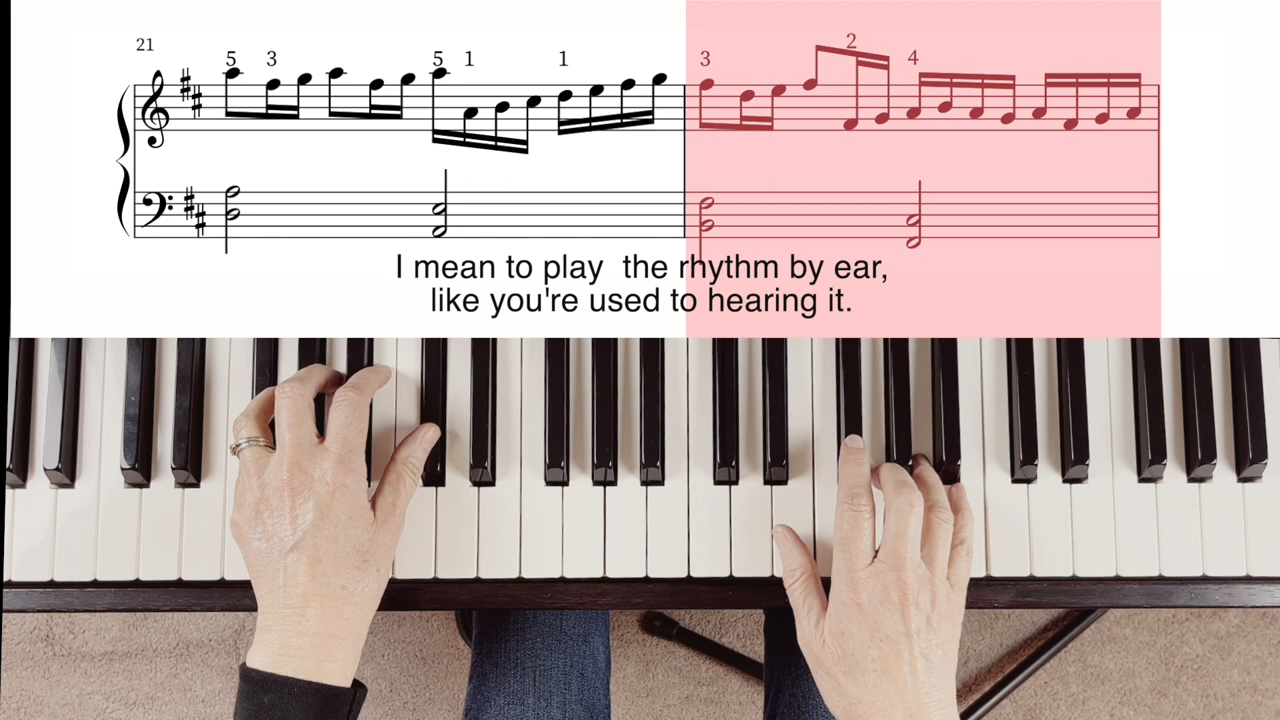 21
5 3 5 1 1 3 2 4
I mean to play  the rhythm by ear,
like you're used to hearing it.